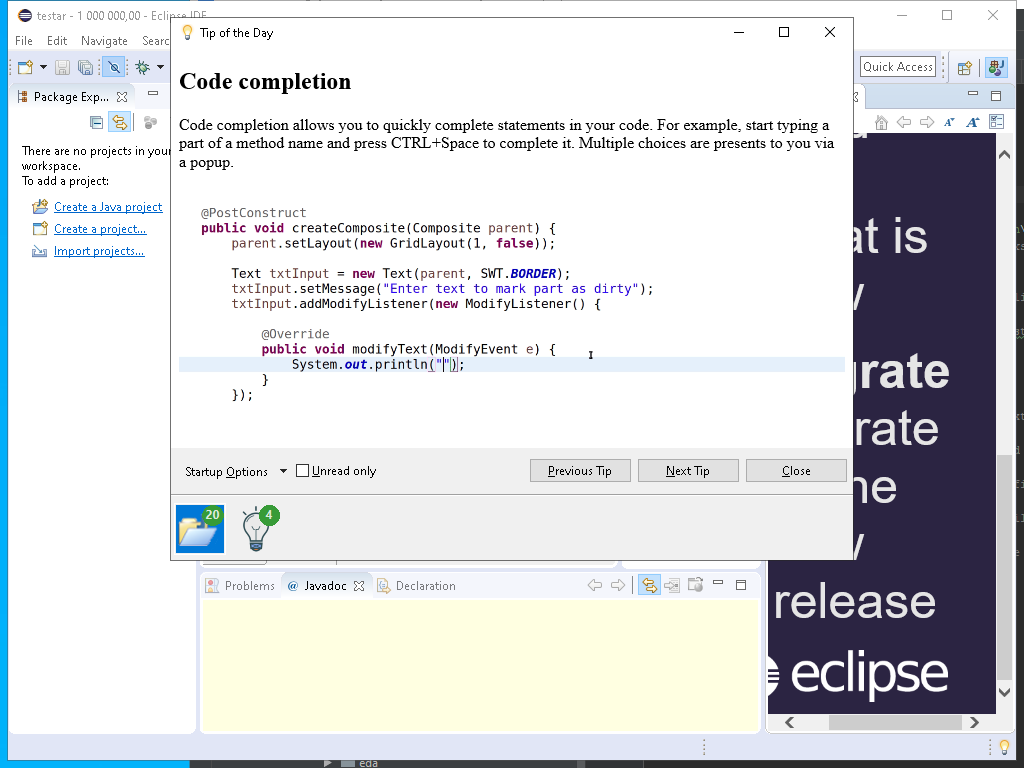 testar - 1 000 000,00 - Eclipse IDE
File Edit Navigate Searc
Quick Access
Package Exp...
There are no projects in your
workspace.
To add a project:
Create a Java project
Create a project...
Import projects...
Tip of the Day
Code completion
Code completion allows you to quickly complete statements in your code. For example, start typing a
part of a method name and press CTRL+Space to complete it. Multiple choices are presents to you via
a popup.
@PostConstruct
public void createComposite(Composite parent) {
parent.setLayout(new GridLayout(1, false));
Text txtInput = new Text(parent, SWT.BORDER);
txtInput.setMessage("Enter text to mark part as dirty");
txtInput.addModifyListener(new ModifyListener() {
@Override
public void modifyText(ModifyEvent e) {
System.out.println("");
}
});
Startup Options Unread only Previous Tip Next Tip Close
20 4
at is
grate
rate
release
eclipse
Problems @ Javadoc Declaration
eda